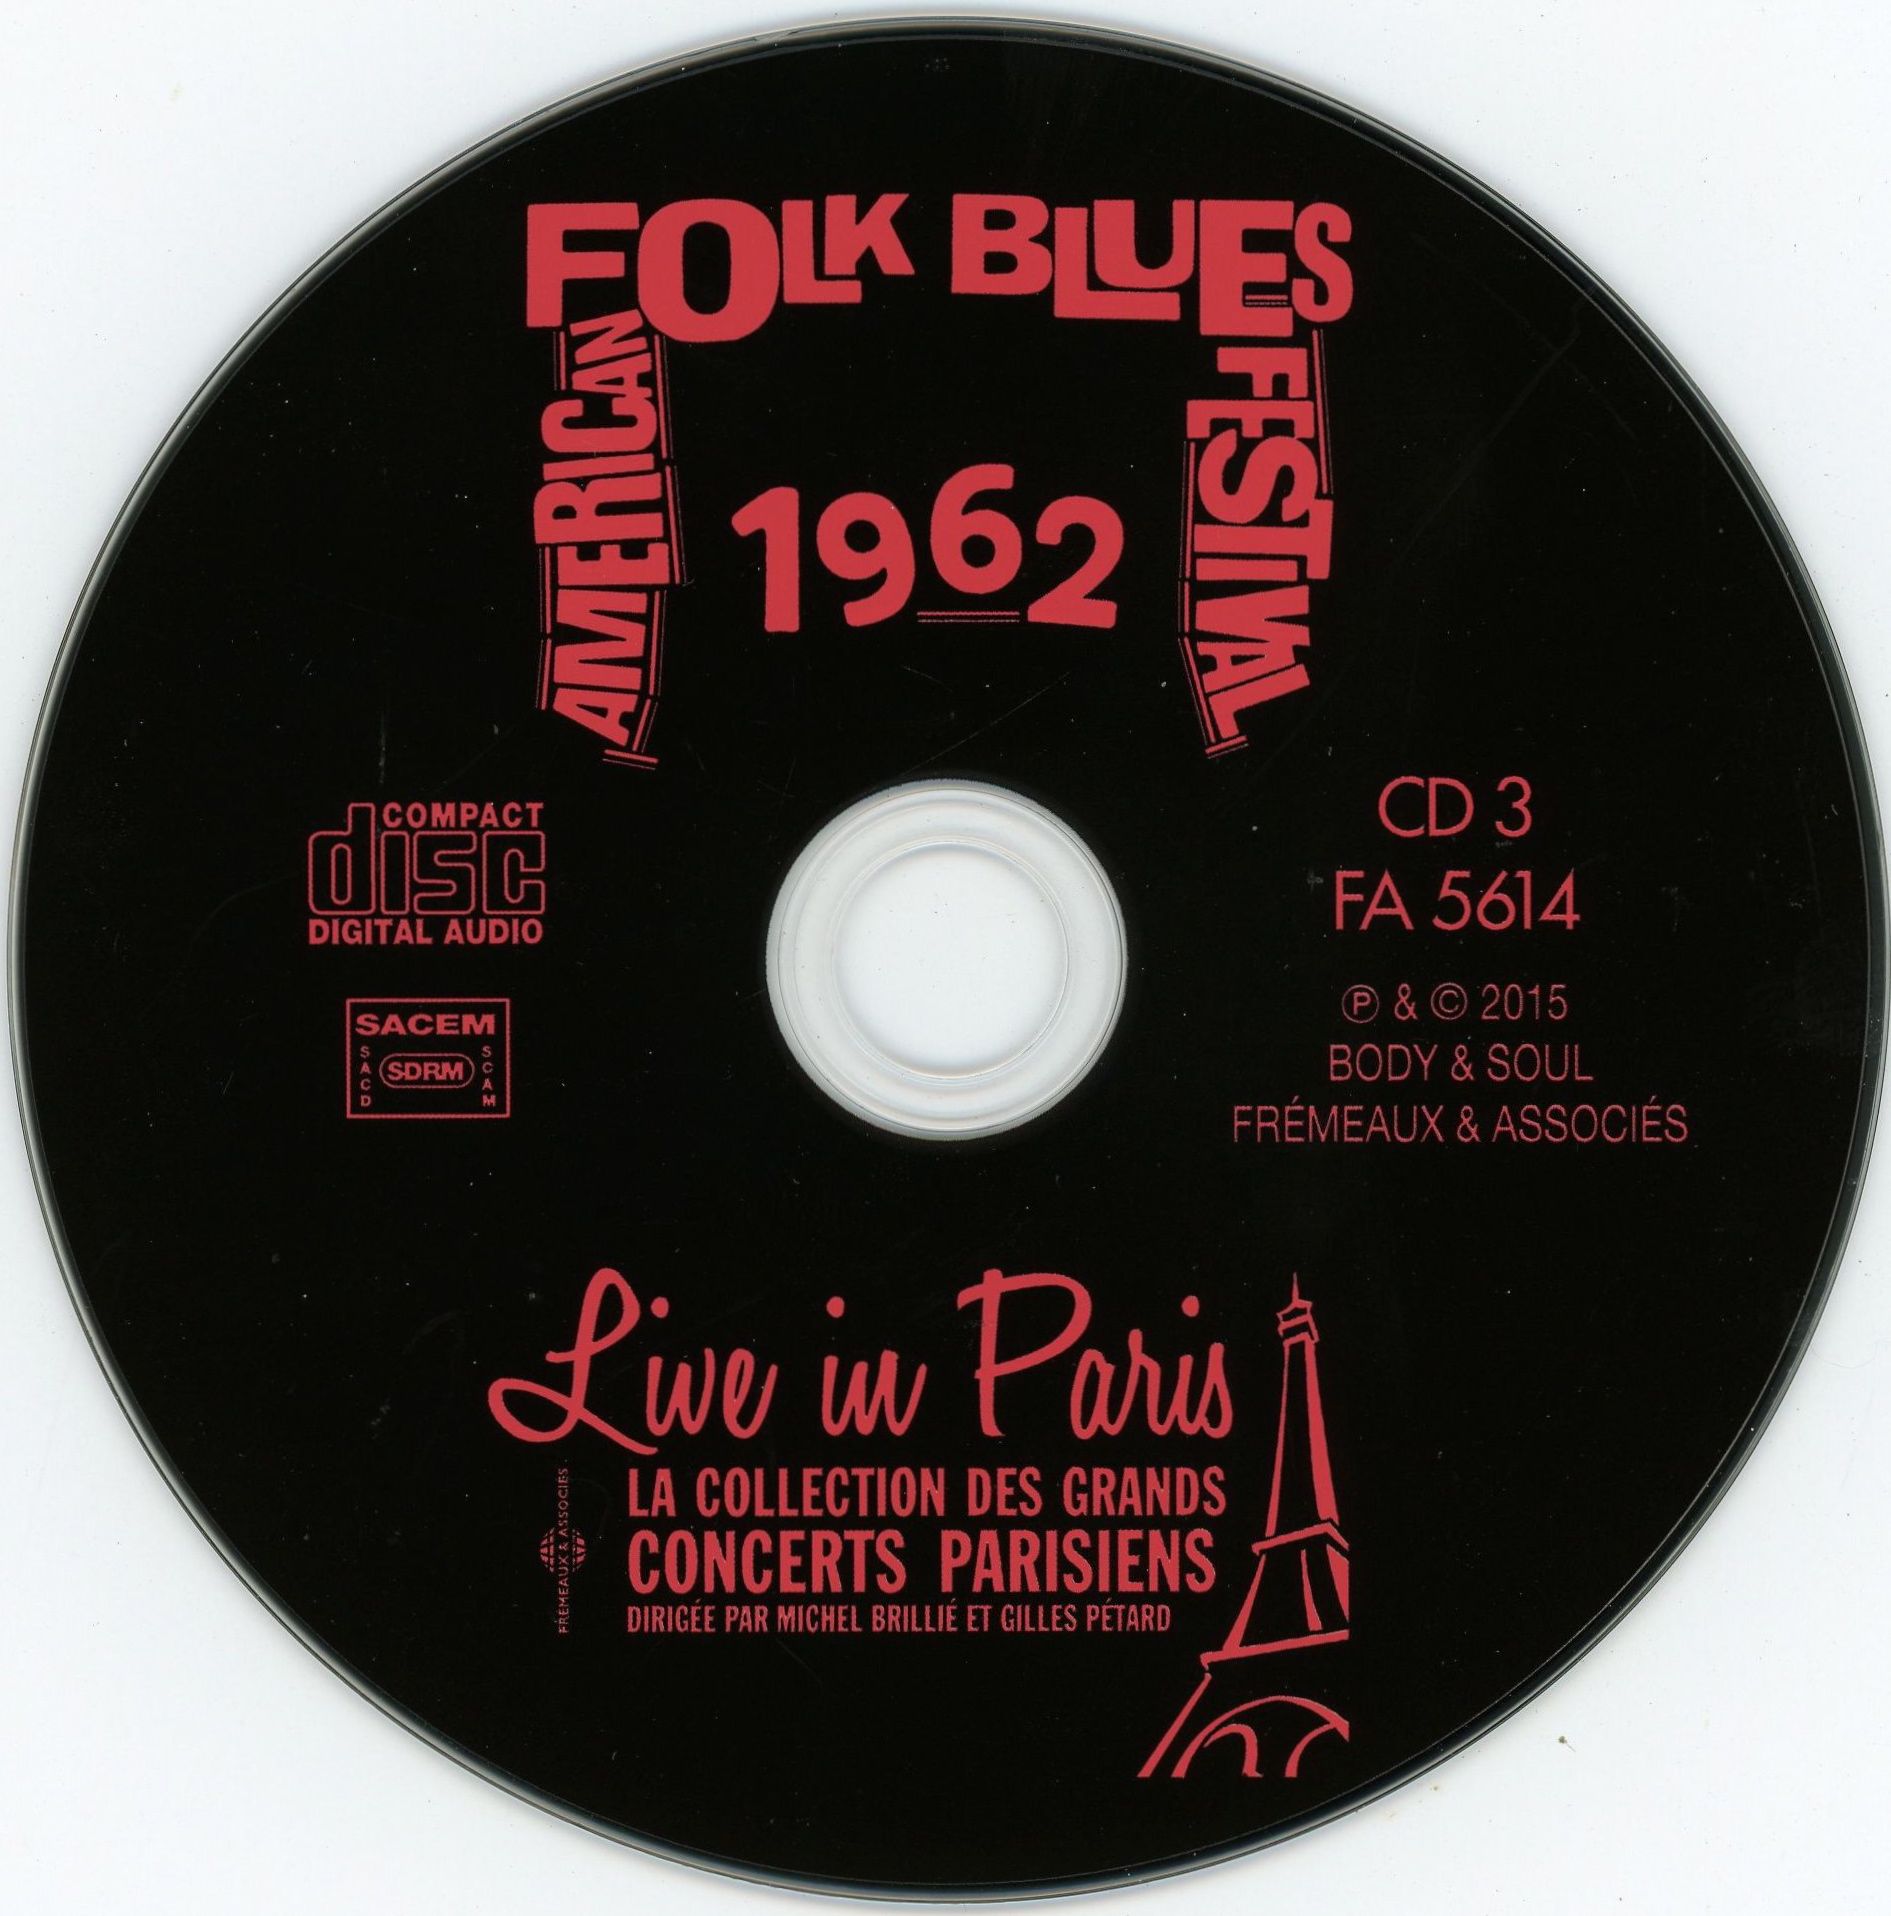 AMERICAN
FOLK BLUES
FESTIVAL
1962
COMPACT
disc
DIGITAL AUDIO
SACEM
SACD
SDRM
SCAM
CD 3
FA 5614
Ⓟ & © 2015
BODY & SOUL
FRÉMEAUX & ASSOCIÉS
Live in Paris
LA COLLECTION DES GRANDS
CONCERTS PARISIENS
DIRIGÉE PAR MICHEL BRILLIÉ ET GILLES PÉTARD
FRÉMEAUX & ASSOCIÉS